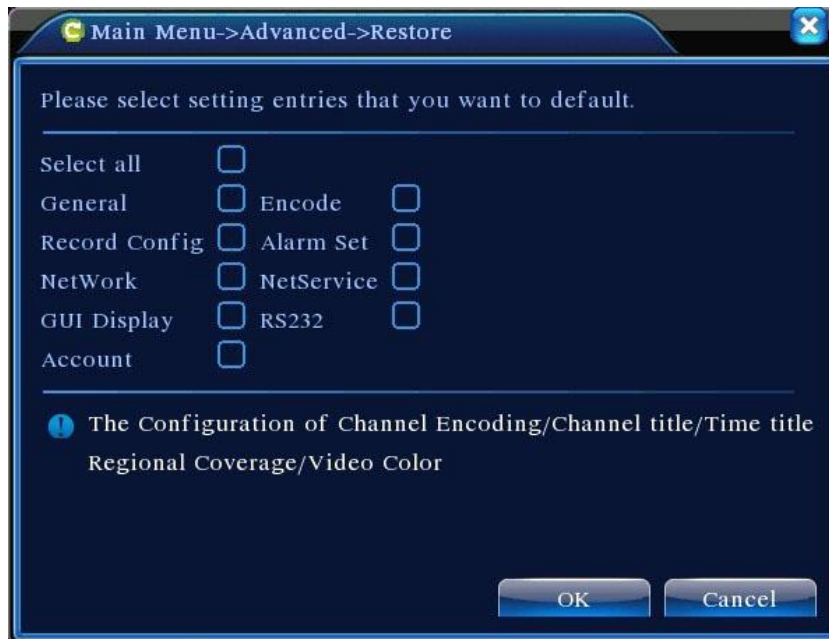 Main Menu->Advanced->Restore
Please select setting entries that you want to default.
Select all
General Encode
Record Config Alarm Set
NetWork NetService
GUI Display RS232
Account
The Configuration of Channel Encoding/Channel title/Time title
Regional Coverage/Video Color
OK Cancel